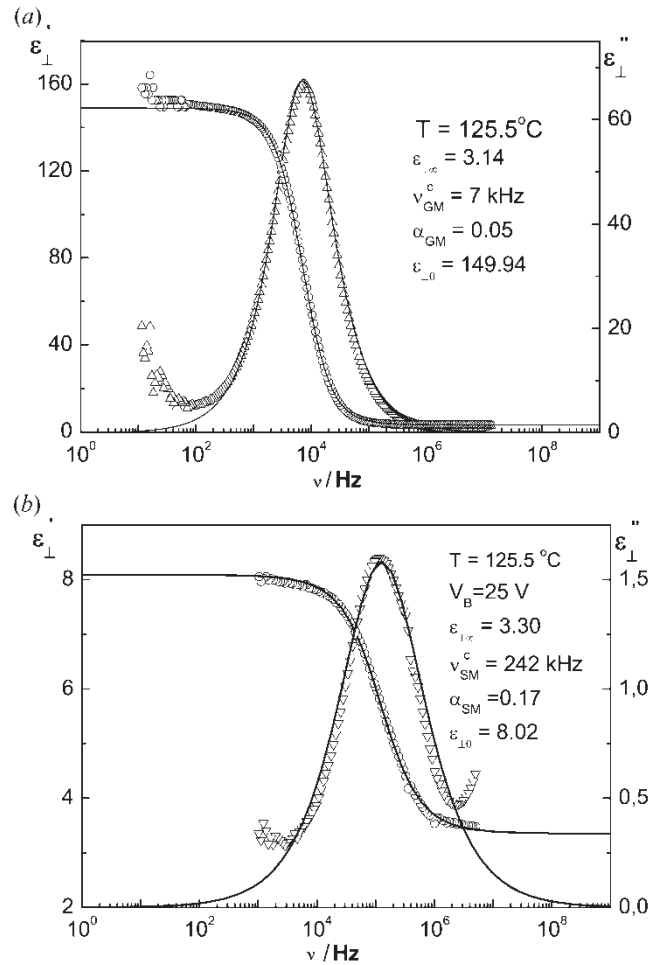 (a)
ε⊥' ε⊥''
160
120
80
40
0
60
40
20
0
T = 125.5°C
ε⊥∞ = 3.14
ν^c_GM = 7 kHz
α_GM = 0.05
ε⊥0 = 149.94
10^0 10^2 10^4 10^6 10^8
ν/Hz
(b)
ε⊥' ε⊥''
8
6
4
2
1,5
1,0
0,5
0,0
T = 125.5 °C
V_B=25 V
ε⊥∞ = 3.30
ν^c_SM = 242 kHz
α_SM =0.17
ε⊥0 = 8.02
10^0 10^2 10^4 10^6 10^8
ν/Hz